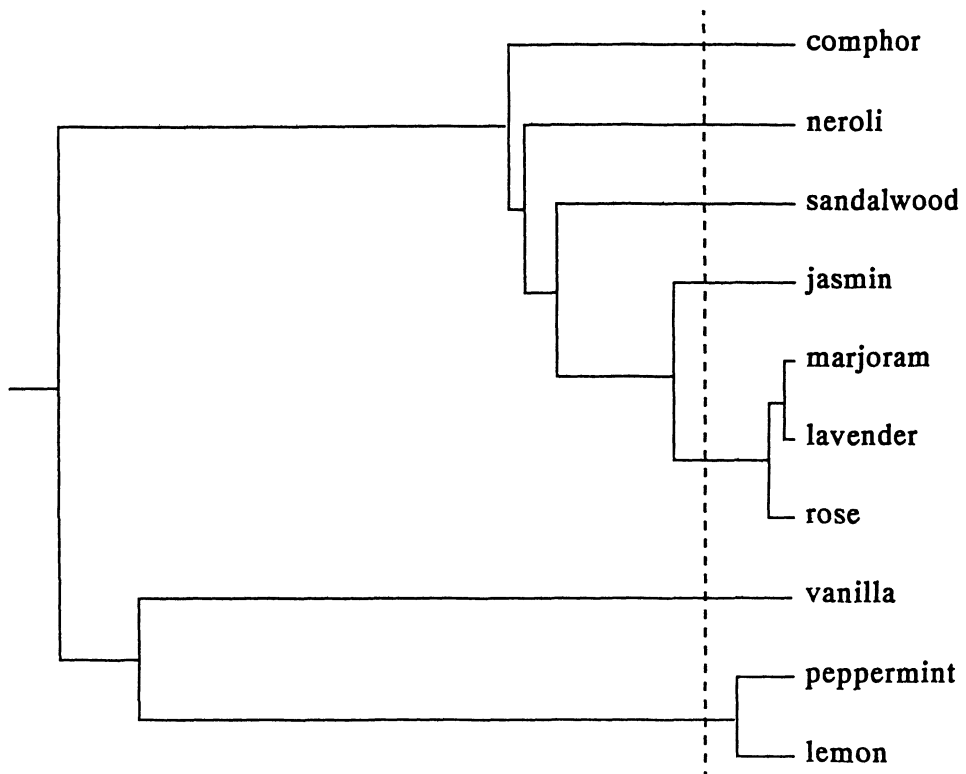 comphor
neroli
sandalwood
jasmin
marjoram
lavender
rose
vanilla
peppermint
lemon